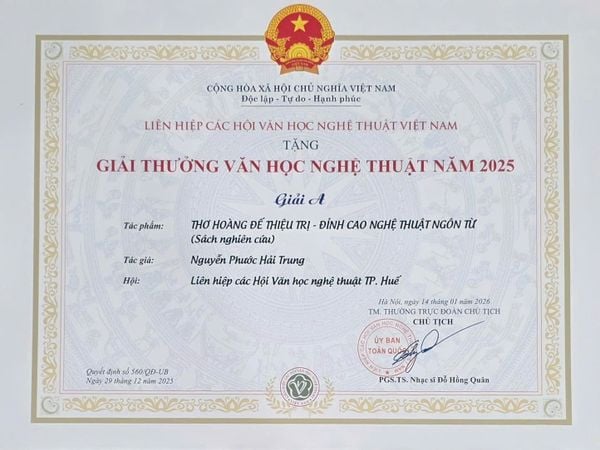 CỘNG HÒA XÃ HỘI CHỦ NGHĨA VIỆT NAM
Độc lập - Tự do - Hạnh phúc
LIÊN HIỆP CÁC HỘI VĂN HỌC NGHỆ THUẬT VIỆT NAM
TẶNG
GIẢI THƯỞNG VĂN HỌC NGHỆ THUẬT NĂM 2025
Giải A
Tác phẩm: THƠ HOÀNG ĐẾ THIỆU TRỊ - ĐỈNH CAO NGHỆ THUẬT NGÔN TỪ
(Sách nghiên cứu)
Tác giả: Nguyễn Phước Hải Trung
Hội: Liên hiệp các Hội Văn học nghệ thuật TP. Huế
Hà Nội, ngày 14 tháng 01 năm 2026
TM. THƯỜNG TRỰC ĐOÀN CHỦ TỊCH
CHỦ TỊCH
ỦY BAN
TOÀN QUỐC
PGS.TS. Nhạc sĩ Đỗ Hồng Quân
Quyết định số 560/QĐ-UB
Ngày 29 tháng 12 năm 2025